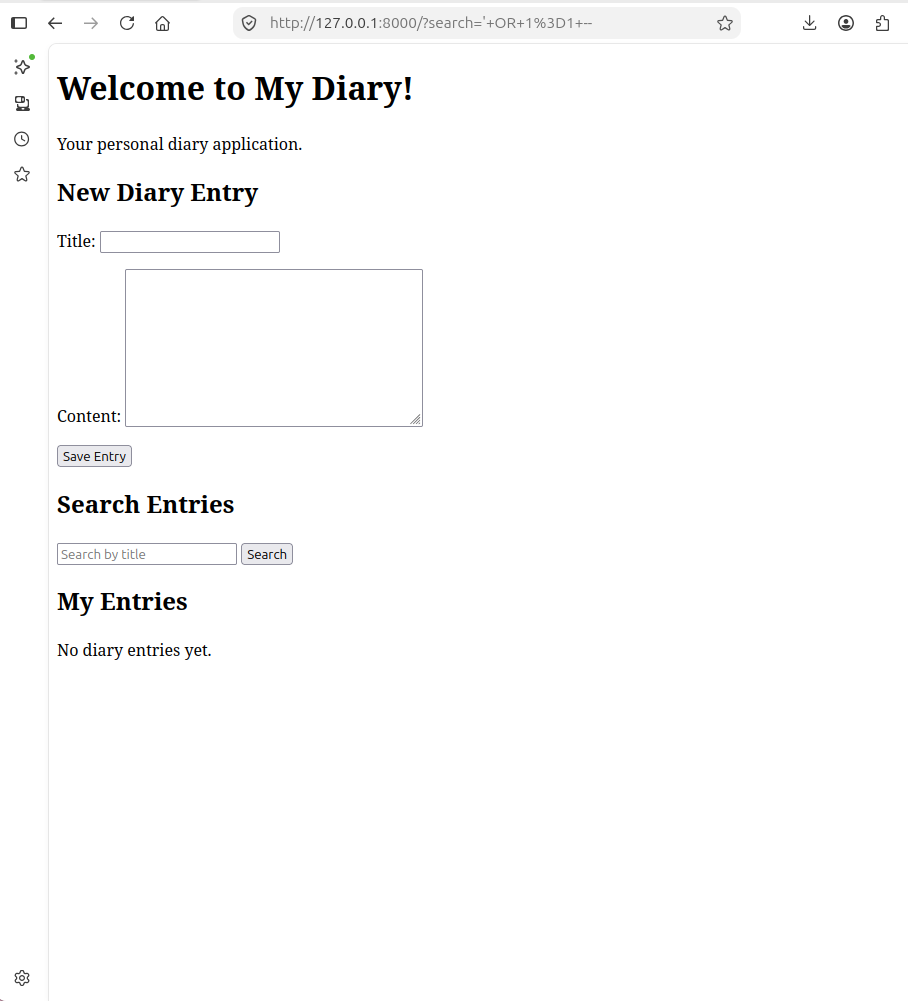 http://127.0.0.1:8000/?search='+OR+1%3D1+--
Welcome to My Diary!
Your personal diary application.
New Diary Entry
Title:
Content:
Save Entry
Search Entries
Search by title Search
My Entries
No diary entries yet.